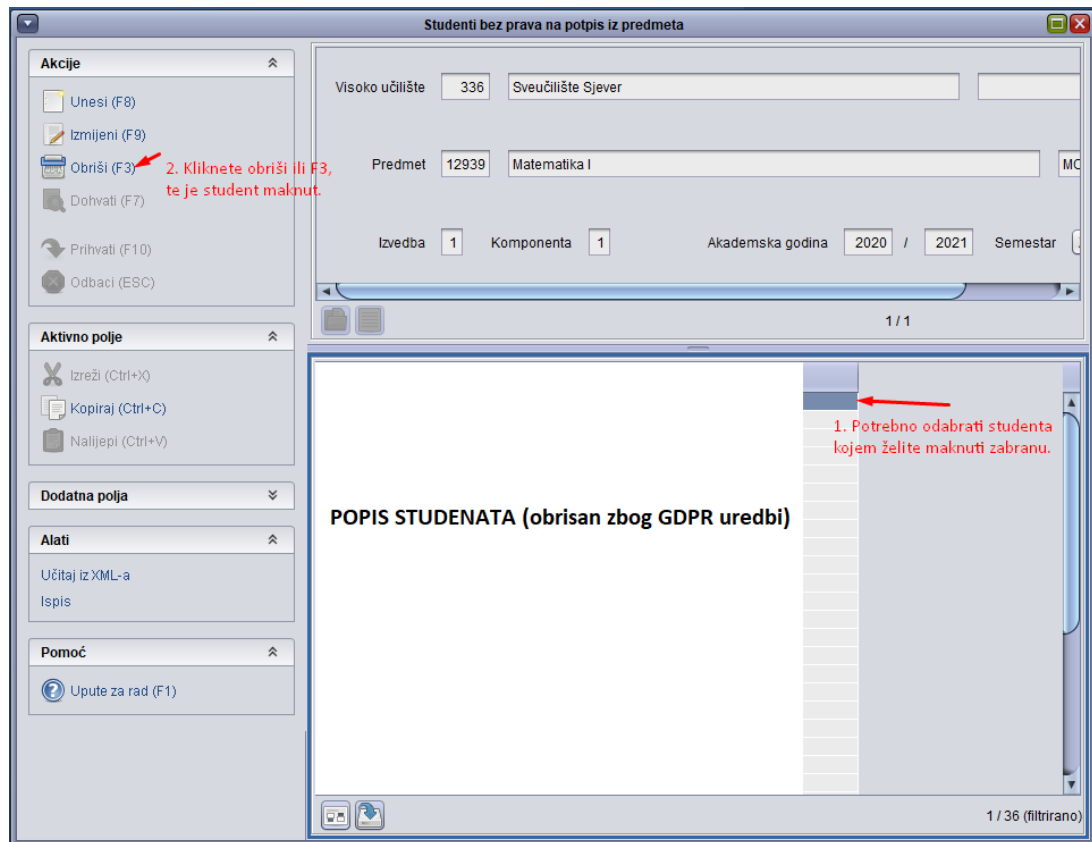 Studenti bez prava na potpis iz predmeta
Akcije
Unesi (F8)
Izmijeni (F9)
Obriši (F3)
2. Kliknete obriši ili F3,
te je student maknut.
Dohvati (F7)
Prihvati (F10)
Odbaci (ESC)
Aktivno polje
Izreži (Ctrl+X)
Kopiraj (Ctrl+C)
Nalijepi (Ctrl+V)
Dodatna polja
Alati
Učitaj iz XML-a
Ispis
Pomoć
Upute za rad (F1)
Visoko učilište 336 Sveučilište Sjever
Predmet 12939 Matematika I
Izvedba 1 Komponenta 1 Akademska godina 2020 / 2021 Semestar
1 / 1
1. Potrebno odabrati studenta
kojem želite maknuti zabranu.
POPIS STUDENATA (obrisan zbog GDPR uredbi)
1 / 36 (filtrirano)